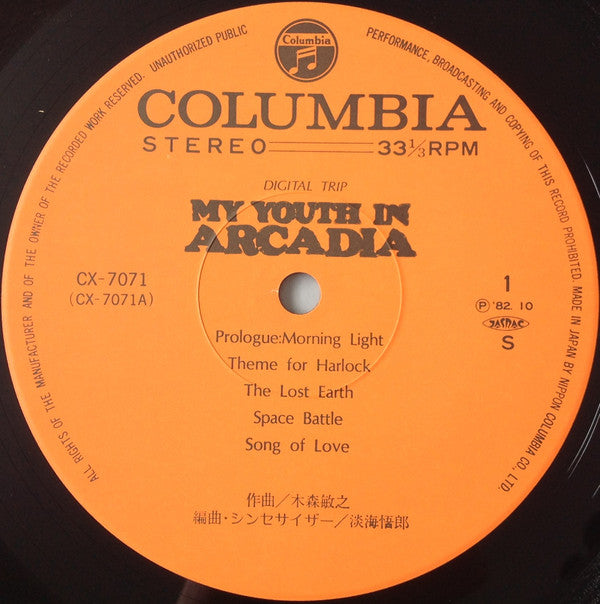 ALL RIGHTS OF THE MANUFACTURER AND OF THE OWNER OF THE RECORDED WORK RESERVED. UNAUTHORIZED PUBLIC PERFORMANCE, BROADCASTING AND COPYING OF THIS RECORD PROHIBITED. MADE IN JAPAN BY NIPPON COLUMBIA CO., LTD.
Columbia
COLUMBIA
STEREO 33 1/3 RPM
DIGITAL TRIP
MY YOUTH IN
ARCADIA
CX-7071
(CX-7071A)
1
Ⓟ '82. 10
JASRAC
S
Prologue:Morning Light
Theme for Harlock
The Lost Earth
Space Battle
Song of Love
作曲／木森敏之
編曲・シンセサイザー／淡海悟郎